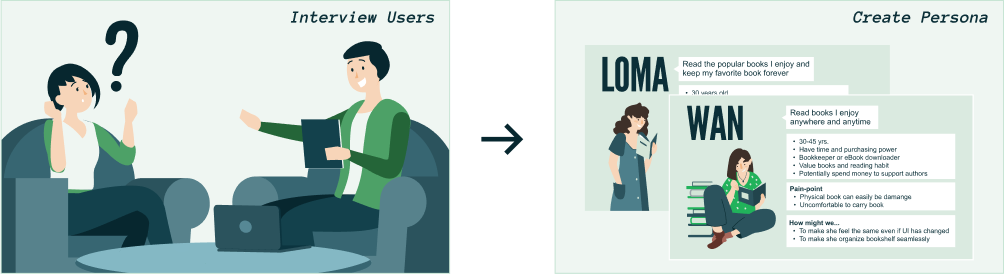 Interview Users
?
Create Persona
LOMA
Read the popular books I enjoy and
keep my favorite book forever
• 30 years old
WAN
Read books I enjoy
anywhere and anytime
• 30-45 yrs.
• Have time and purchasing power
• Bookkeeper or eBook downloader
• Value books and reading habit
• Potentially spend money to support authors
Pain-point
• Physical book can easily be damange
• Uncomfortable to carry book
How might we...
• To make she feel the same even if UI has changed
• To make she organize bookshelf seamlessly